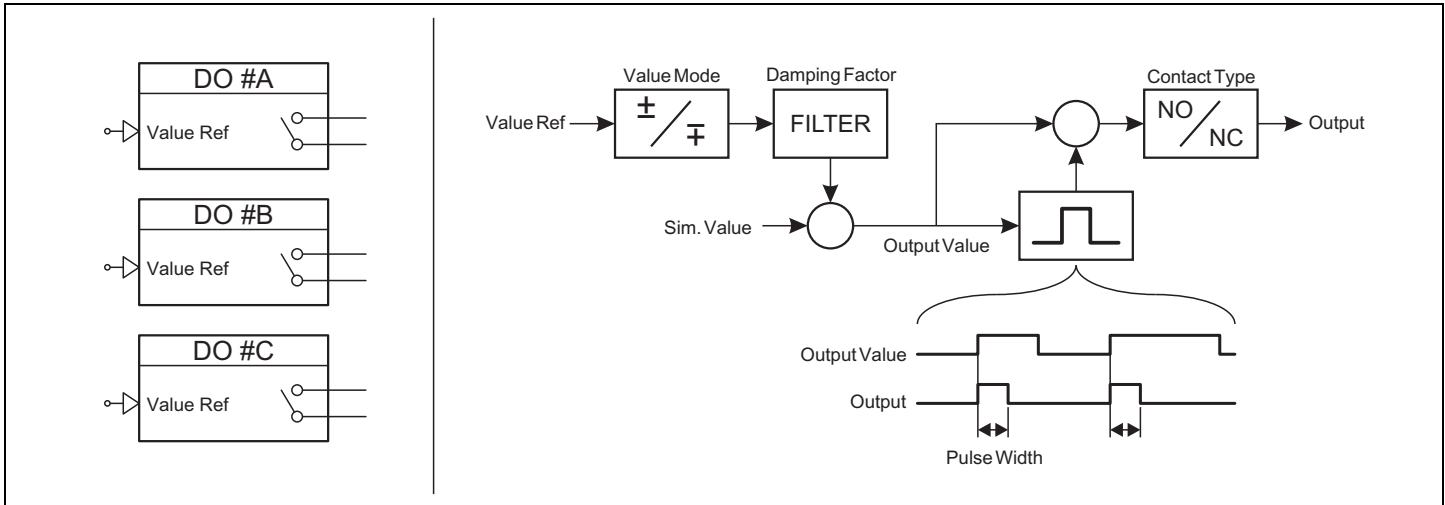 DO #A
Value Ref
DO #B
Value Ref
DO #C
Value Ref
Value Mode
Damping Factor
Contact Type
Value Ref
±
∓
FILTER
NO
NC
Output
Sim. Value
Output Value
Output Value
Output
Pulse Width